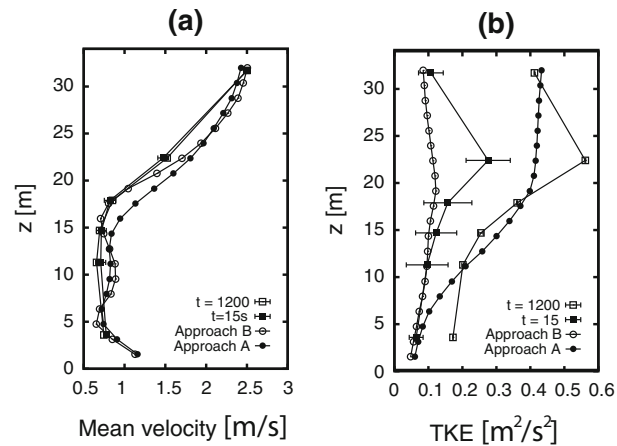 (a)
z [m]
30
25
20
15
10
5
0
t = 1200
t=15s
Approach B
Approach A
0.5 1 1.5 2 2.5 3
Mean velocity [m/s]
(b)
z [m]
30
25
20
15
10
5
0
t = 1200
t = 15
Approach B
Approach A
0 0.1 0.2 0.3 0.4 0.5 0.6
TKE [m²/s²]